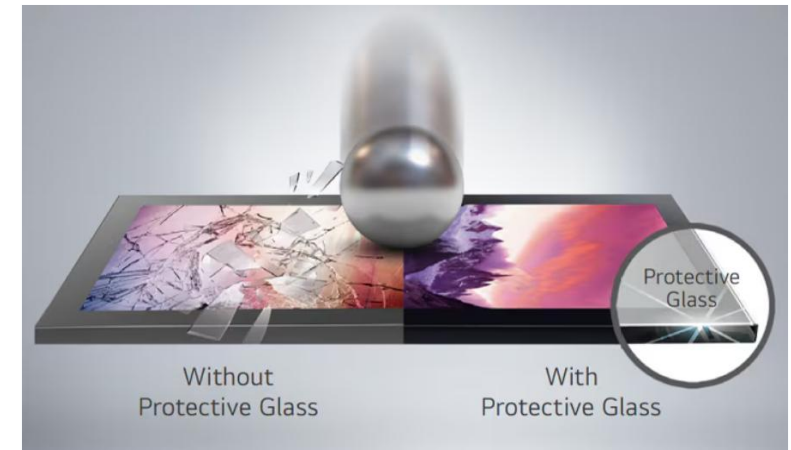 Protective
Glass
Without
Protective Glass
With
Protective Glass